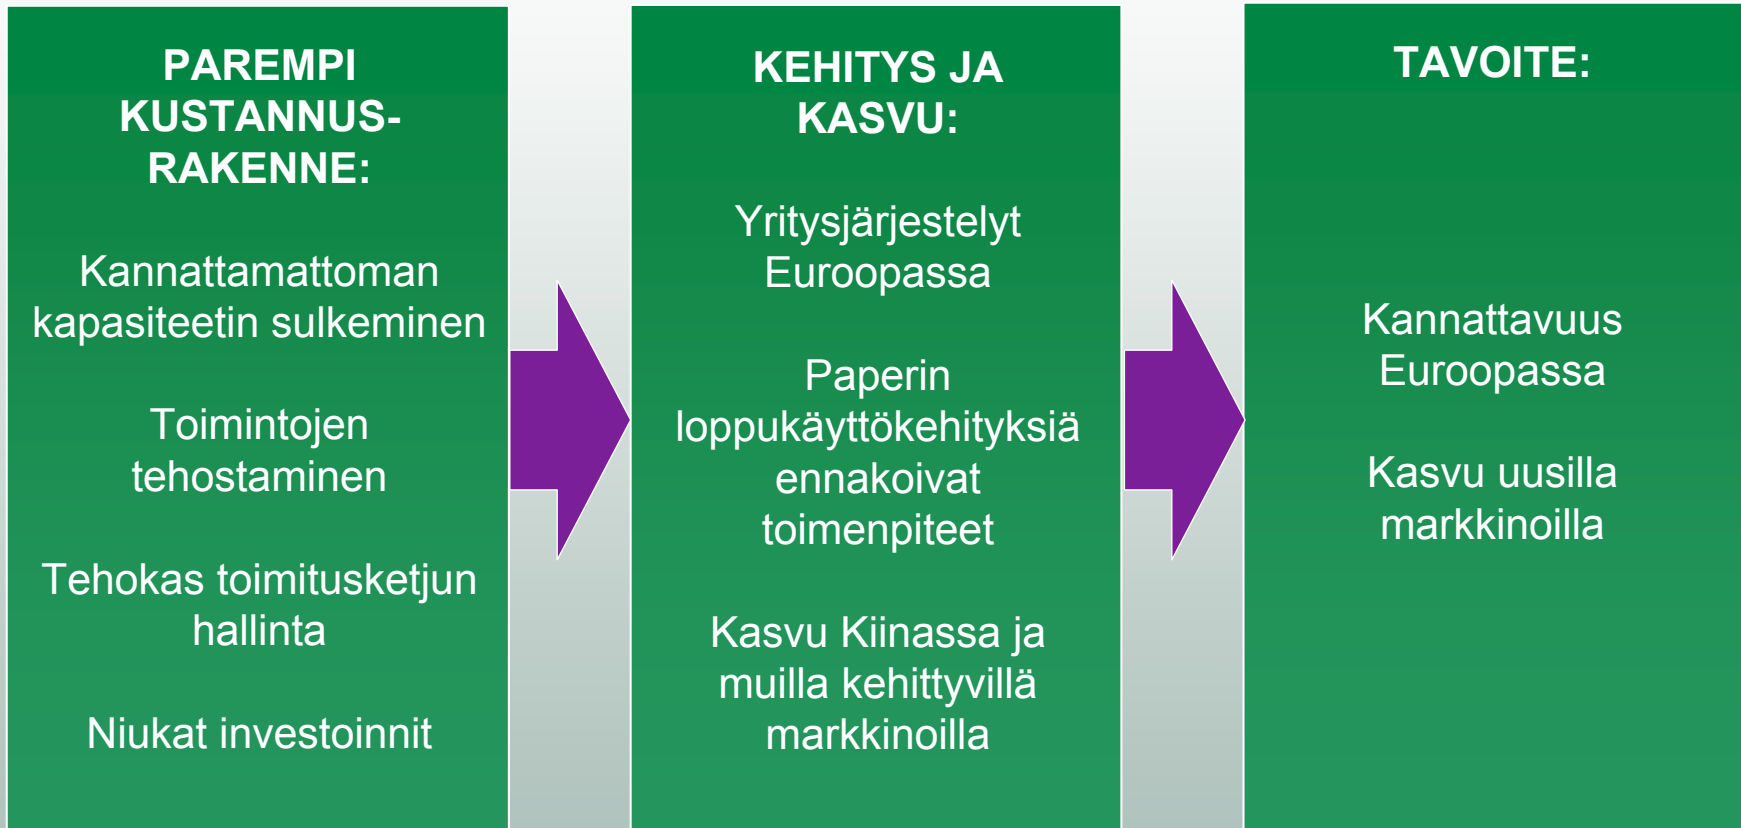 PAREMPI
KUSTANNUS-
RAKENNE:
Kannattamattoman
kapasiteetin sulkeminen
Toimintojen
tehostaminen
Tehokas toimitusketjun
hallinta
Niukat investoinnit
KEHITYS JA
KASVU:
Yritysjärjestelyt
Euroopassa
Paperin
loppukäyttökehityksiä
ennakoivat
toimenpiteet
Kasvu Kiinassa ja
muilla kehittyvillä
markkinoilla
TAVOITE:
Kannattavuus
Euroopassa
Kasvu uusilla
markkinoilla